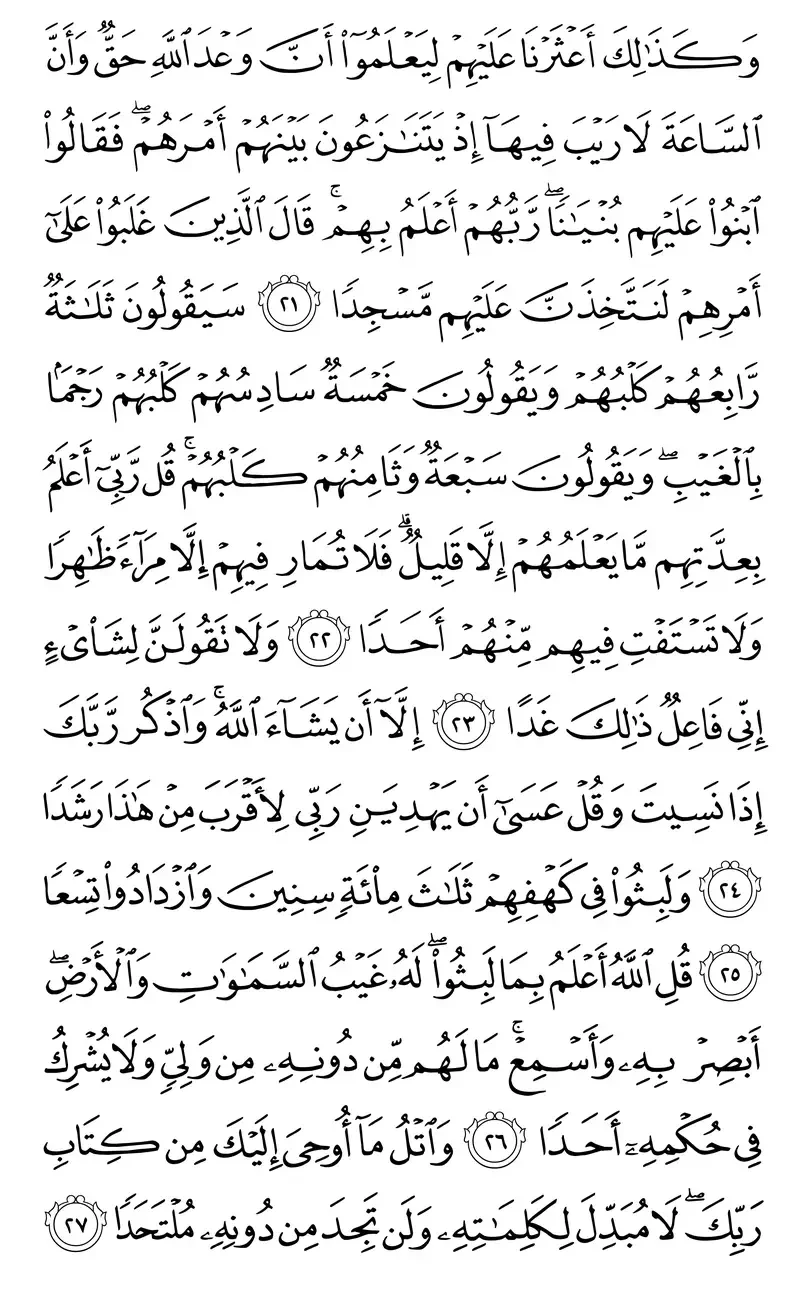 وَكَذَٰلِكَ أَعْثَرْنَا عَلَيْهِمْ لِيَعْلَمُوٓا۟ أَنَّ وَعْدَ ٱللَّهِ حَقٌّ وَأَنَّ
ٱلسَّاعَةَ لَا رَيْبَ فِيهَآ إِذْ يَتَنَـٰزَعُونَ بَيْنَهُمْ أَمْرَهُمْ ۖ فَقَالُوا۟
ٱبْنُوا۟ عَلَيْهِم بُنْيَـٰنًا ۖ رَّبُّهُمْ أَعْلَمُ بِهِمْ ۚ قَالَ ٱلَّذِينَ غَلَبُوا۟ عَلَىٰٓ
أَمْرِهِمْ لَنَتَّخِذَنَّ عَلَيْهِم مَّسْجِدًا ٢١ سَيَقُولُونَ ثَلَـٰثَةٌ
رَّابِعُهُمْ كَلْبُهُمْ وَيَقُولُونَ خَمْسَةٌ سَادِسُهُمْ كَلْبُهُمْ رَجْمًۢا
بِٱلْغَيْبِ ۖ وَيَقُولُونَ سَبْعَةٌ وَثَامِنُهُمْ كَلْبُهُمْ ۚ قُل رَّبِّىٓ أَعْلَمُ
بِعِدَّتِهِم مَّا يَعْلَمُهُمْ إِلَّا قَلِيلٌ ۗ فَلَا تُمَارِ فِيهِمْ إِلَّا مِرَآءً ظَـٰهِرًا
وَلَا تَسْتَفْتِ فِيهِم مِّنْهُمْ أَحَدًا ٢٢ وَلَا تَقُولَنَّ لِشَا۟ىْءٍ
إِنِّى فَاعِلٌ ذَٰلِكَ غَدًا ٢٣ إِلَّآ أَن يَشَآءَ ٱللَّهُ ۚ وَٱذْكُر رَّبَّكَ
إِذَا نَسِيتَ وَقُلْ عَسَىٰٓ أَن يَهْدِيَنِ رَبِّى لِأَقْرَبَ مِنْ هَـٰذَا رَشَدًا
٢٤ وَلَبِثُوا۟ فِى كَهْفِهِمْ ثَلَـٰثَ مِا۟ئَةٍ سِنِينَ وَٱزْدَادُوا۟ تِسْعًا
٢٥ قُلِ ٱللَّهُ أَعْلَمُ بِمَا لَبِثُوا۟ ۖ لَهُۥ غَيْبُ ٱلسَّمَـٰوَٰتِ وَٱلْأَرْضِ ۖ
أَبْصِرْ بِهِۦ وَأَسْمِعْ ۚ مَا لَهُم مِّن دُونِهِۦ مِن وَلِىٍّ وَلَا يُشْرِكُ
فِى حُكْمِهِۦٓ أَحَدًا ٢٦ وَٱتْلُ مَآ أُوحِىَ إِلَيْكَ مِن كِتَابِ
رَبِّكَ ۖ لَا مُبَدِّلَ لِكَلِمَـٰتِهِۦ وَلَن تَجِدَ مِن دُونِهِۦ مُلْتَحَدًا ٢٧